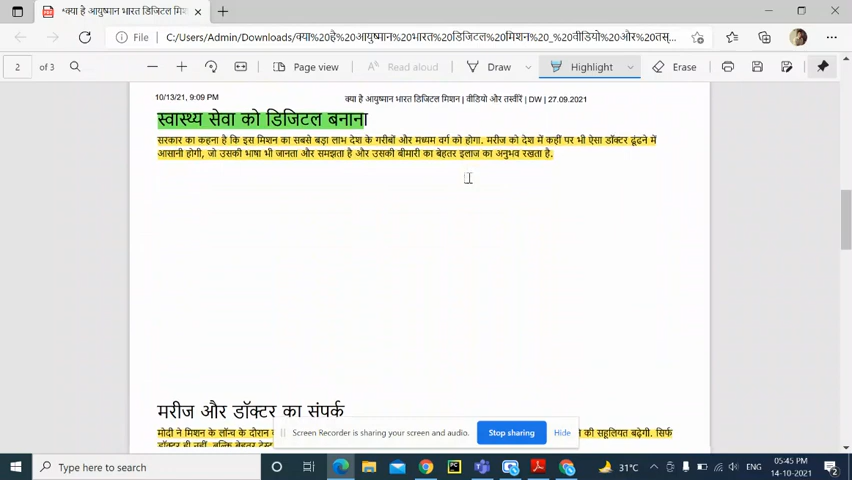 *क्या है आयुष्मान भारत डिजिटल मिश
File
C:/Users/Admin/Downloads/क्या%20है%20आयुष्मान%20भारत%20डिजिटल%20मिशन%20_%20वीडियो%20और%20तस्...
2 of 3
Page view
Read aloud
Draw
Highlight
Erase
10/13/21, 9:09 PM
क्या है आयुष्मान भारत डिजिटल मिशन | वीडियो और तस्वीरें | DW | 27.09.2021
स्वास्थ्य सेवा को डिजिटल बनाना
सरकार का कहना है कि इस मिशन का सबसे बड़ा लाभ देश के गरीबों और मध्यम वर्ग को होगा. मरीज को देश में कहीं पर भी ऐसा डॉक्टर ढूंढने में
आसानी होगी, जो उसकी भाषा भी जानता और समझता है और उसकी बीमारी का बेहतर इलाज का अनुभव रखता है.
मरीज और डॉक्टर का संपर्क
मोदी ने मिशन के लॉन्च के दौरान
की सहूलियत बढ़ेगी. सिर्फ
Screen Recorder is sharing your screen and audio.
Stop sharing
Hide
Type here to search
31°C
ENG
05:45 PM
14-10-2021